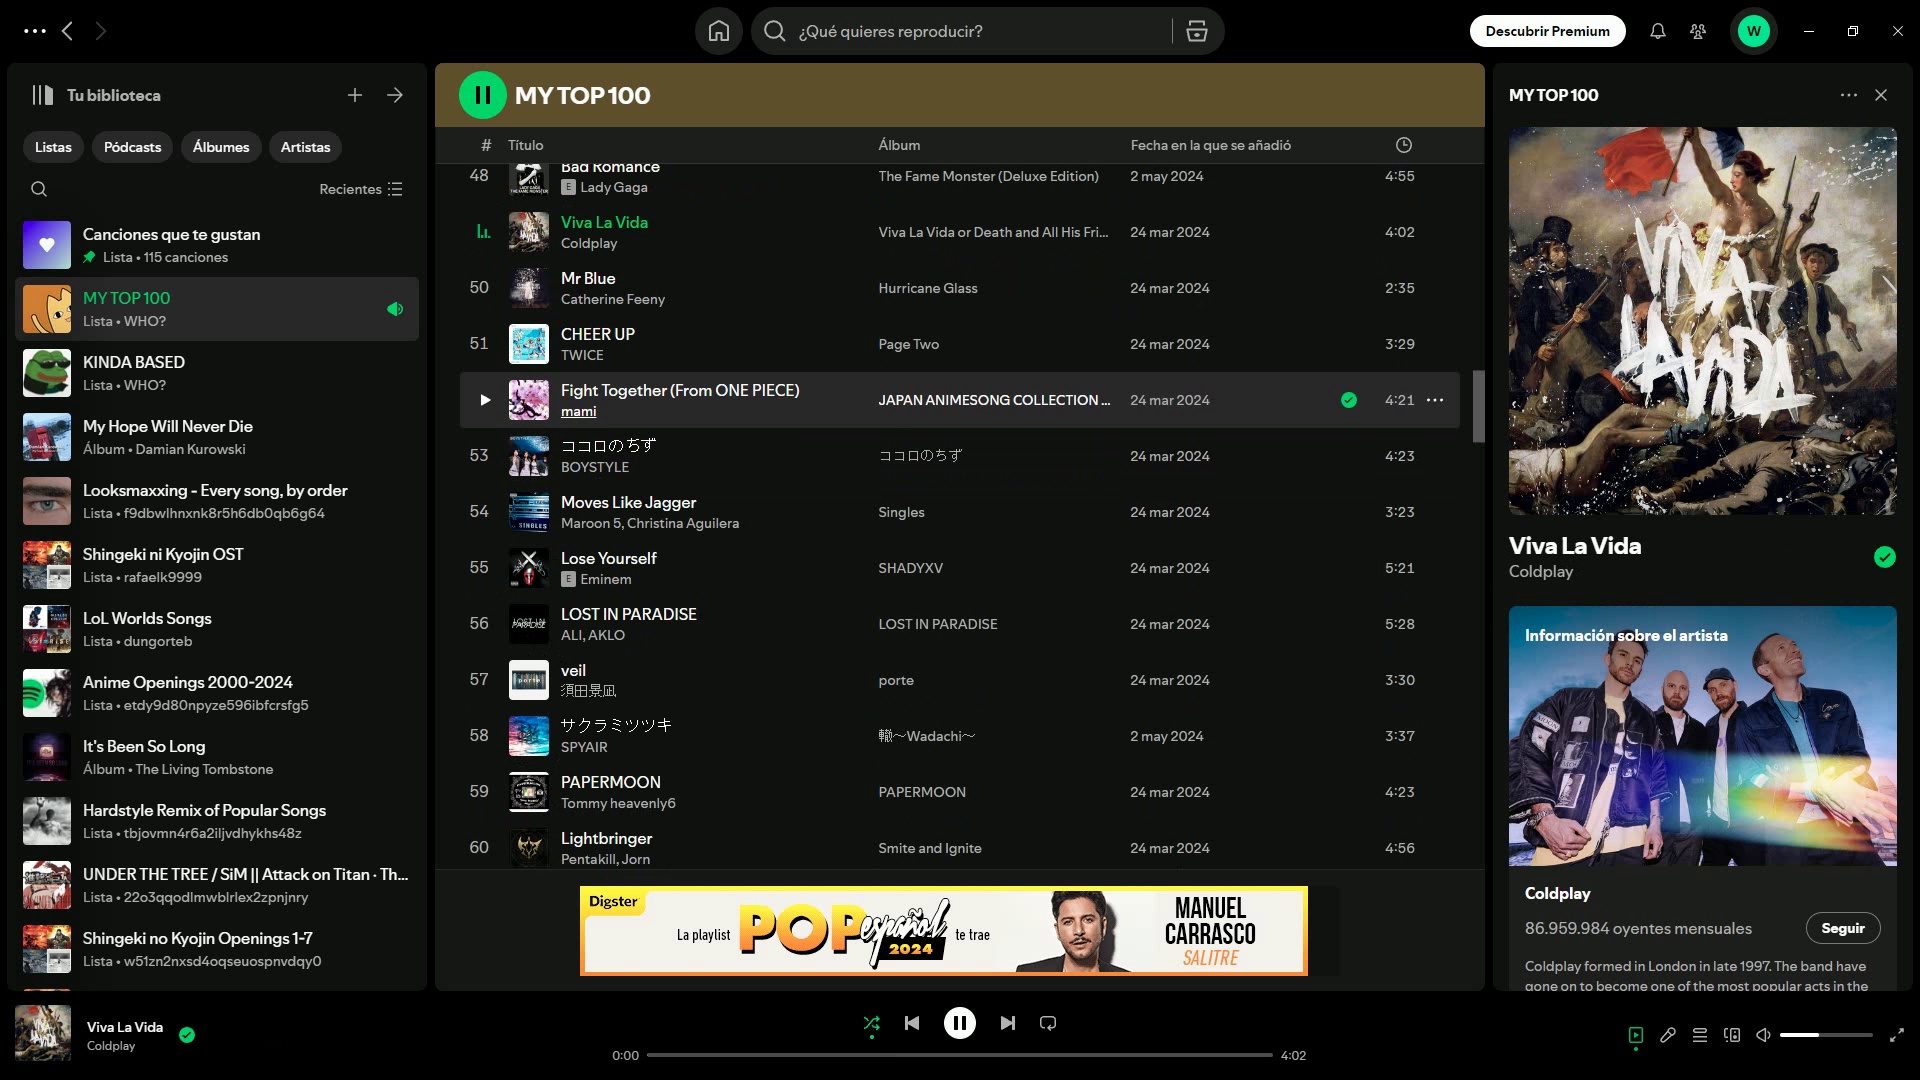 ¿Qué quieres reproducir?
Descubrir Premium
W
Tu biblioteca
Listas
Pódcasts
Álbumes
Artistas
Recientes
Canciones que te gustan
Lista • 115 canciones
MY TOP 100
Lista • WHO?
KINDA BASED
Lista • WHO?
My Hope Will Never Die
Álbum • Damian Kurowski
Looksmaxxing - Every song, by order
Lista • f9dbwlhnxnk8r5h6db0qb6g64
Shingeki ni Kyojin OST
Lista • rafaelk9999
LoL Worlds Songs
Lista • dungorteb
Anime Openings 2000-2024
Lista • etdy9d80npyze596ibfcrsfg5
It's Been So Long
Álbum • The Living Tombstone
Hardstyle Remix of Popular Songs
Lista • tbjovmn4r6a2iljvdhykhs48z
UNDER THE TREE / SiM || Attack on Titan · Th...
Lista • 22o3qqodlmwblrlex2zpnjnry
Shingeki no Kyojin Openings 1-7
Lista • w51zn2nxsd4oqseuospnvdqy0
MY TOP 100
# Título Álbum Fecha en la que se añadió
48 Bad Romance The Fame Monster (Deluxe Edition) 2 may 2024 4:55
E Lady Gaga
Viva La Vida Viva La Vida or Death and All His Fri... 24 mar 2024 4:02
Coldplay
50 Mr Blue Hurricane Glass 24 mar 2024 2:35
Catherine Feeny
51 CHEER UP Page Two 24 mar 2024 3:29
TWICE
Fight Together (From ONE PIECE) JAPAN ANIMESONG COLLECTION ... 24 mar 2024 4:21
mami
53 ココロのちず ココロのちず 24 mar 2024 4:23
BOYSTYLE
54 Moves Like Jagger Singles 24 mar 2024 3:23
Maroon 5, Christina Aguilera
55 Lose Yourself SHADYXV 24 mar 2024 5:21
E Eminem
56 LOST IN PARADISE LOST IN PARADISE 24 mar 2024 5:28
ALI, AKLO
57 veil porte 24 mar 2024 3:30
須田景凪
58 サクラミツツキ 轍～Wadachi～ 2 may 2024 3:37
SPYAIR
59 PAPERMOON PAPERMOON 24 mar 2024 4:23
Tommy heavenly6
60 Lightbringer Smite and Ignite 24 mar 2024 4:56
Pentakill, Jorn
Digster
La playlist POP español 2024 te trae
MANUEL
CARRASCO
SALITRE
MY TOP 100
VIVA
LA VIDA
Viva La Vida
Coldplay
Información sobre el artista
Coldplay
86.959.984 oyentes mensuales
Seguir
Coldplay formed in London in late 1997. The band have
gone on to become one of the most popular acts in the
Viva La Vida
Coldplay
0:00
4:02